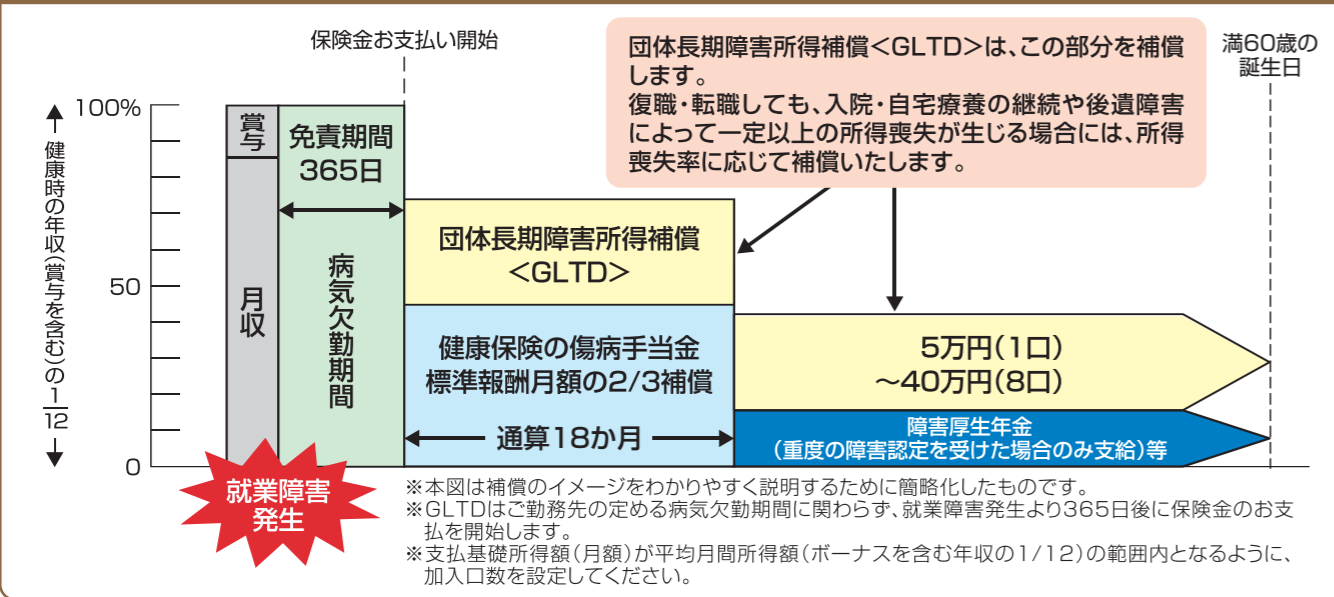 保険金お支払い開始
団体長期障害所得補償<GLTD>は、この部分を補償
します。
復職・転職しても、入院・自宅療養の継続や後遺障害
によって一定以上の所得喪失が生じる場合には、所得
喪失率に応じて補償いたします。
満60歳の
誕生日
健康時の年収(賞与を含む)の1/12
100%
50
0
賞与
月収
免責期間
365日
病気欠勤期間
団体長期障害所得補償
<GLTD>
健康保険の傷病手当金
標準報酬月額の2/3補償
通算18か月
5万円(1口)
~40万円(8口)
障害厚生年金
(重度の障害認定を受けた場合のみ支給)等
就業障害
発生
※本図は補償のイメージをわかりやすく説明するために簡略化したものです。
※GLTDはご勤務先の定める病気欠勤期間に関わらず、就業障害発生より365日後に保険金のお支
払を開始します。
※支払基礎所得額(月額)が平均月間所得額(ボーナスを含む年収の1/12)の範囲内となるように、
加入口数を設定してください。